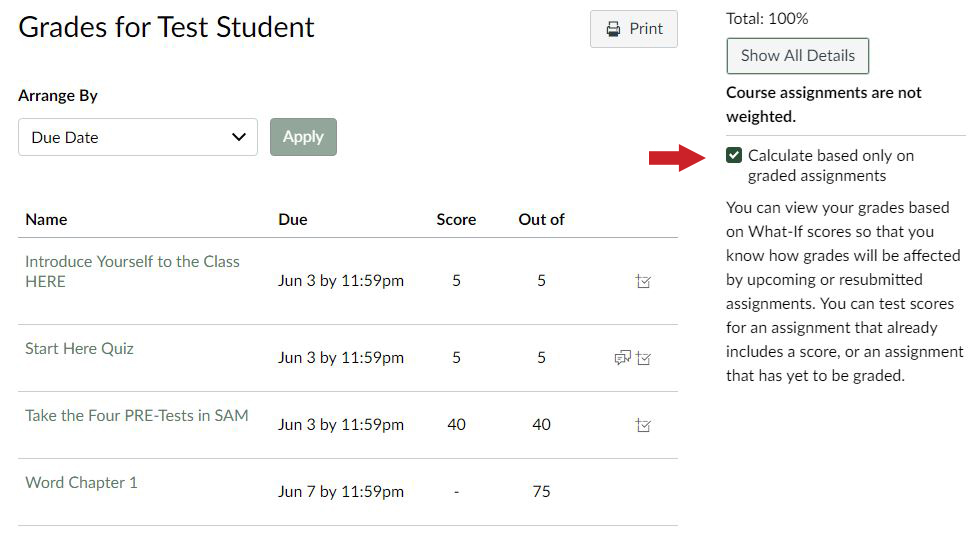 Grades for Test Student
Print
Arrange By
Due Date
Apply
Name Due Score Out of
Introduce Yourself to the Class
HERE
Jun 3 by 11:59pm 5 5
Start Here Quiz
Jun 3 by 11:59pm 5 5
Take the Four PRE-Tests in SAM
Jun 3 by 11:59pm 40 40
Word Chapter 1
Jun 7 by 11:59pm - 75
Total: 100%
Show All Details
Course assignments are not
weighted.
Calculate based only on
graded assignments
You can view your grades based
on What-If scores so that you
know how grades will be affected
by upcoming or resubmitted
assignments. You can test scores
for an assignment that already
includes a score, or an assignment
that has yet to be graded.